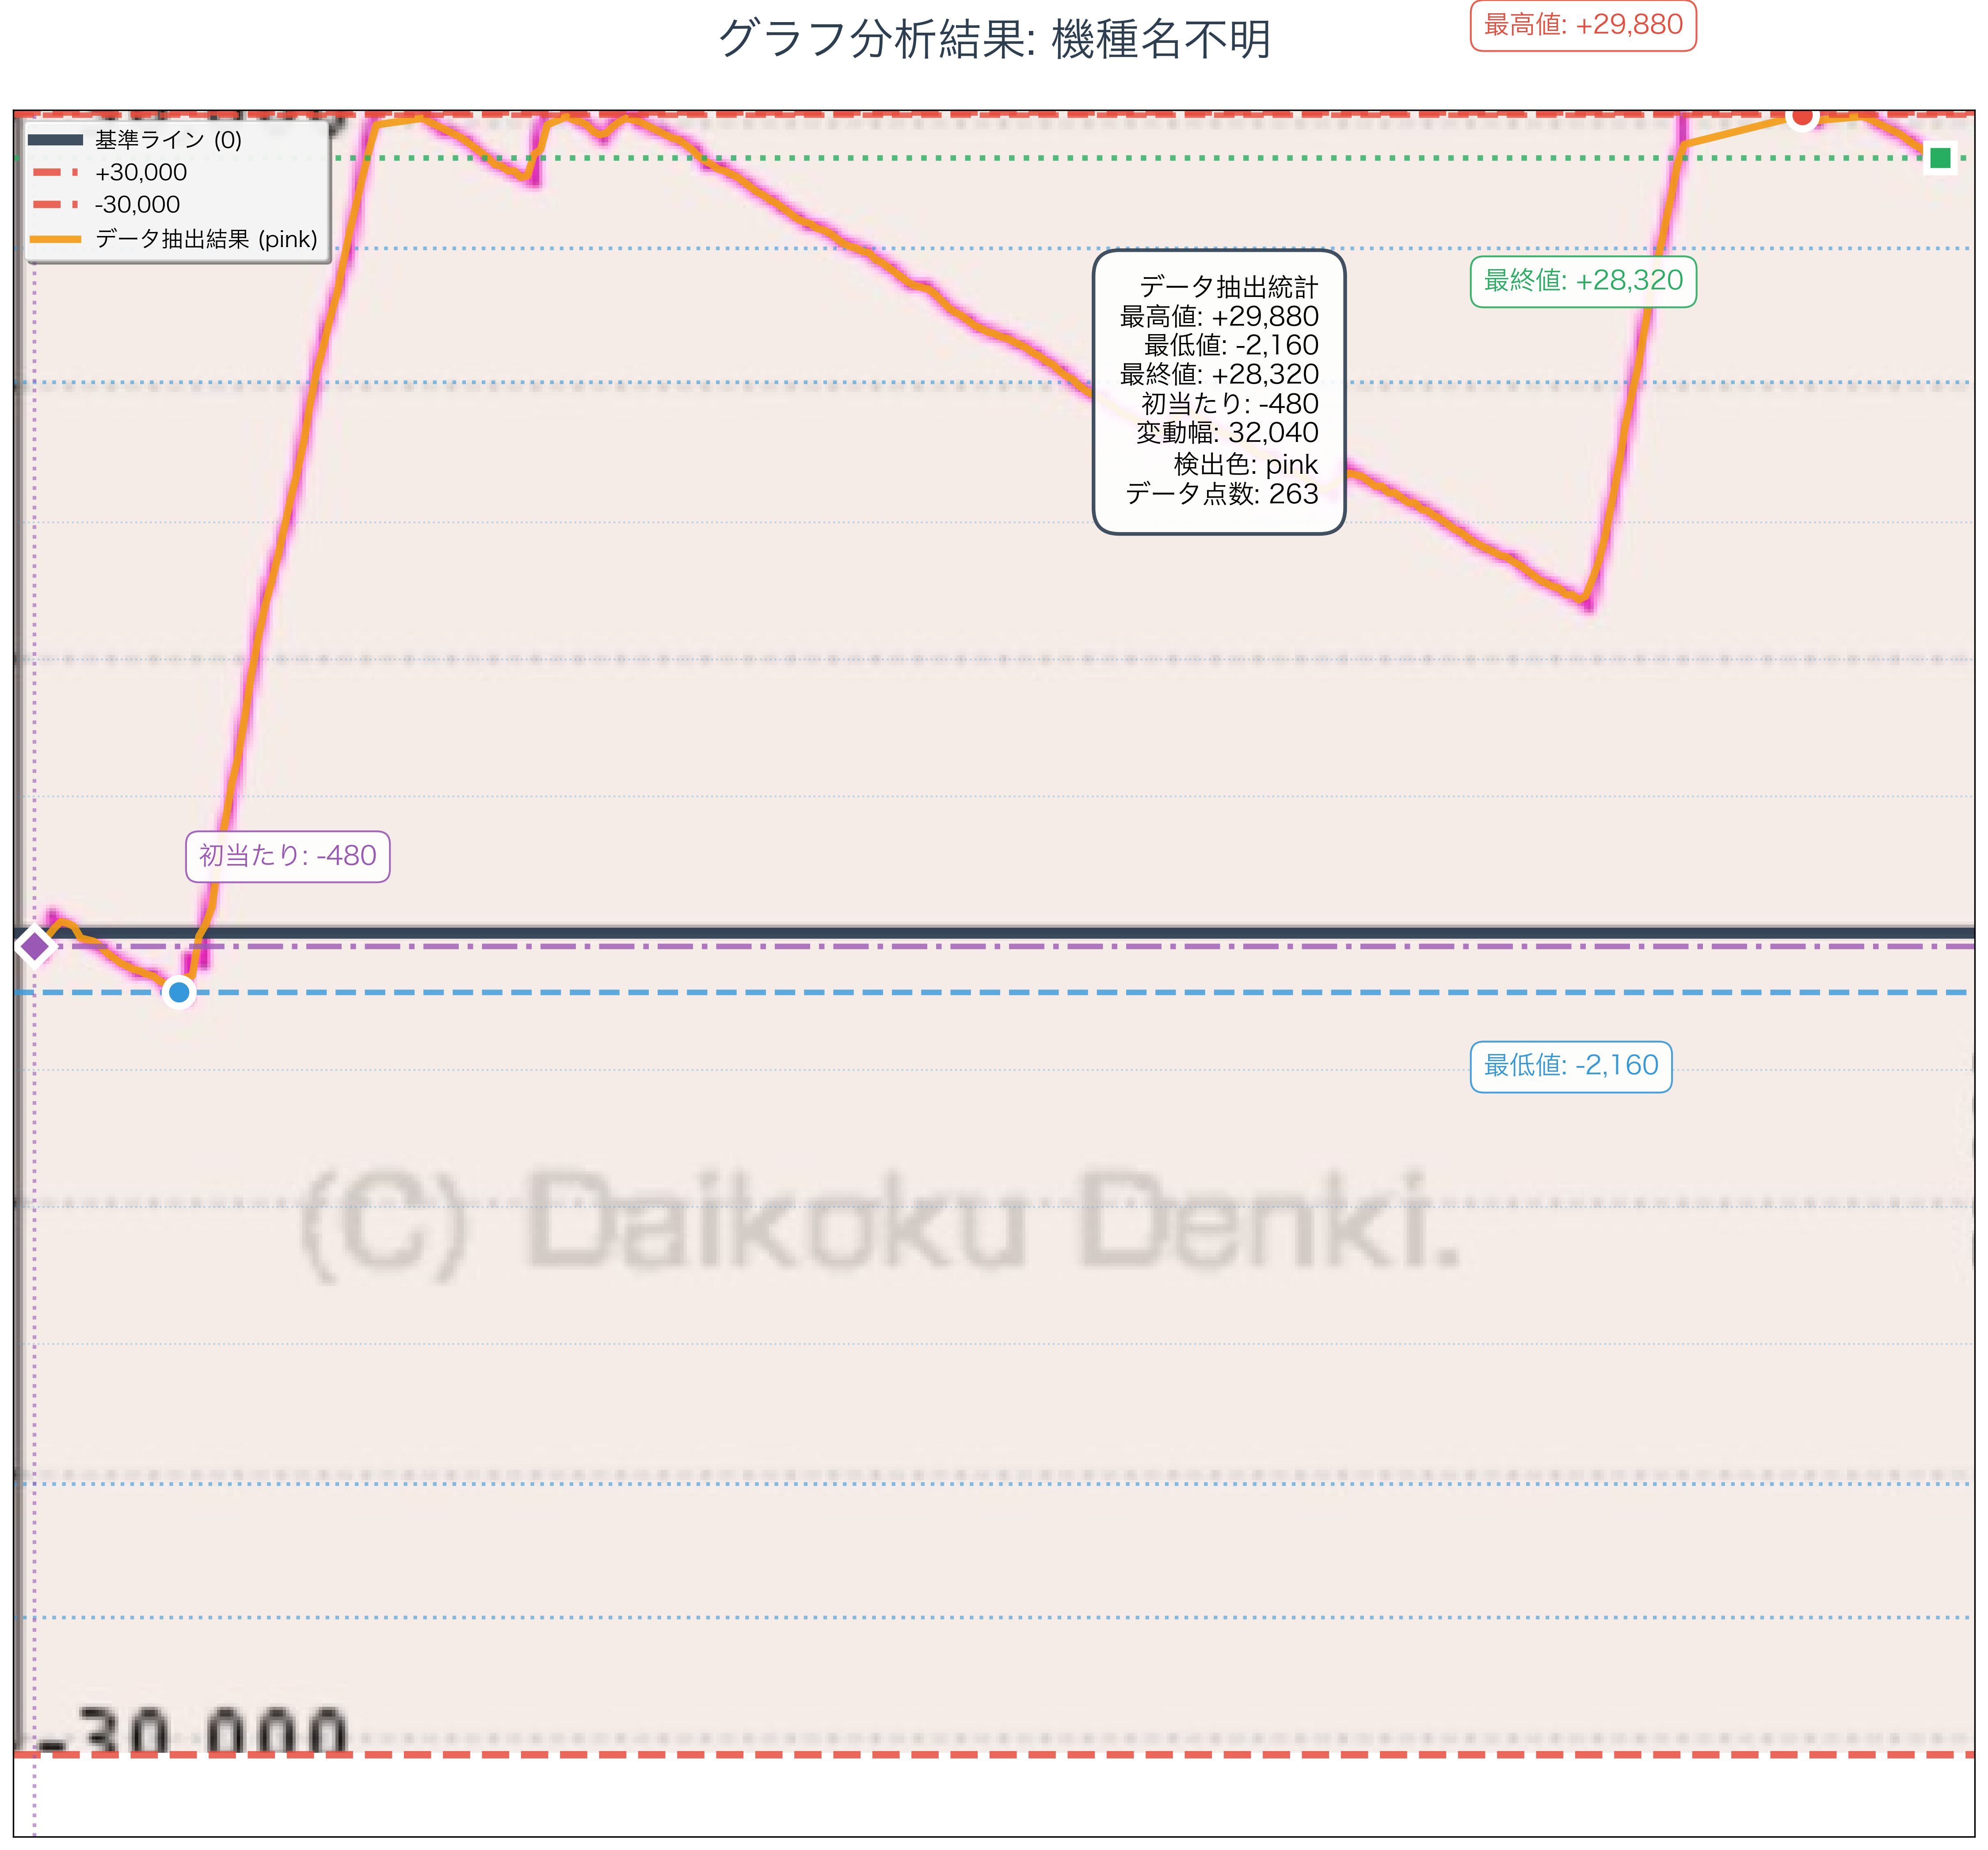 グラフ分析結果: 機種名不明
最高値: +29,880
基準ライン (0)
+30,000
-30,000
データ抽出結果 (pink)
データ抽出統計
最高値: +29,880
最低値: -2,160
最終値: +28,320
初当たり: -480
変動幅: 32,040
検出色: pink
データ点数: 263
最終値: +28,320
初当たり: -480
最低値: -2,160
(C) Daikoku Denki.
-30,000